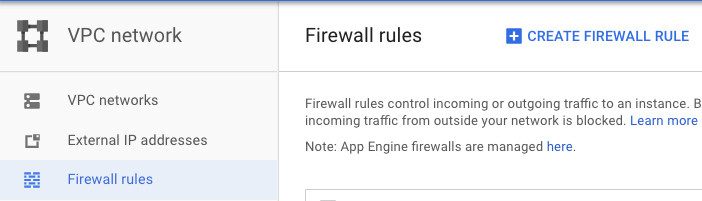 VPC network
Firewall rules
CREATE FIREWALL RULE
VPC networks
External IP addresses
Firewall rules
Firewall rules control incoming or outgoing traffic to an instance. B
incoming traffic from outside your network is blocked. Learn more
Note: App Engine firewalls are managed here.